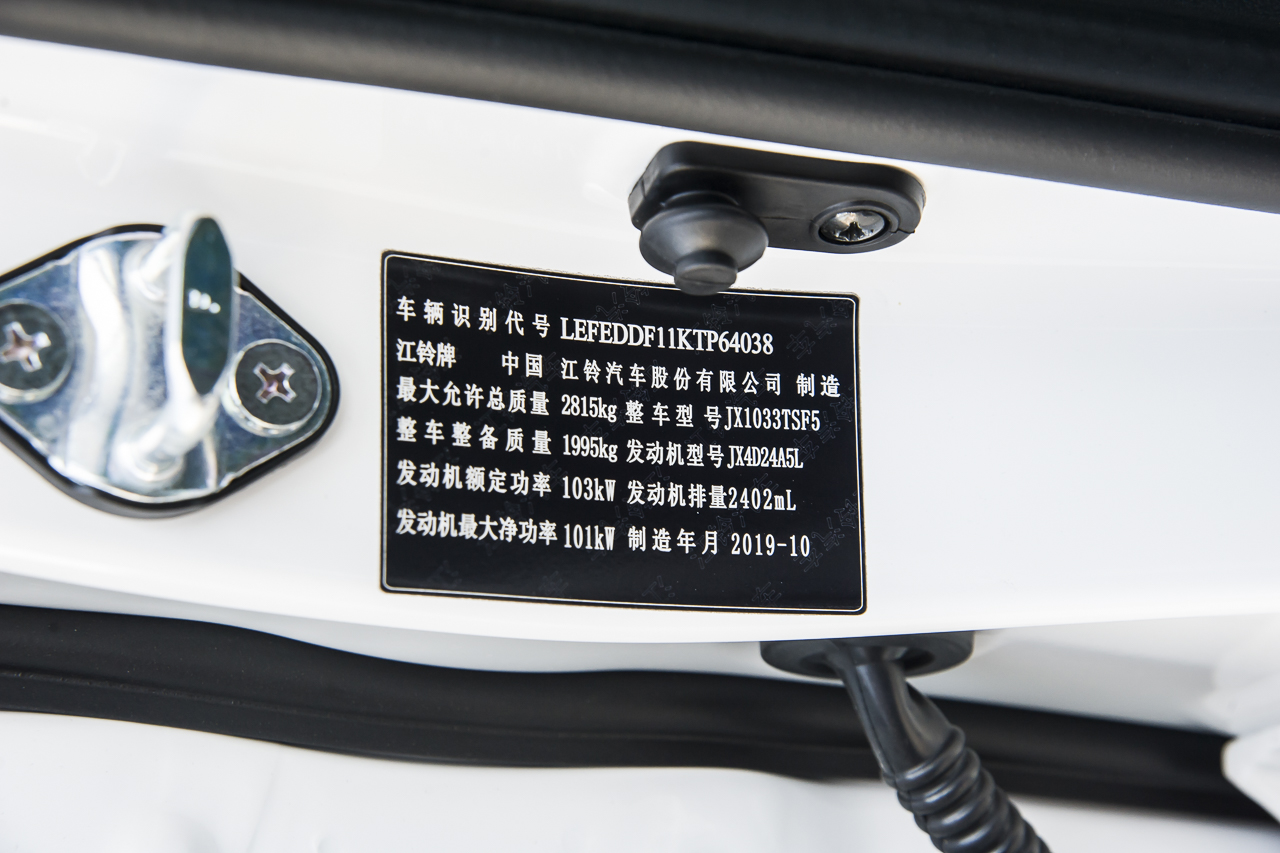 车辆识别代号 LEFEDDF11KTP64038
江铃牌 中国 江铃汽车股份有限公司 制造
最大允许总质量 2815kg 整车型号JX1033TSF5
整车整备质量 1995kg 发动机型号JX4D24A5L
发动机额定功率 103kW 发动机排量2402mL
发动机最大净功率 101kW 制造年月 2019-10